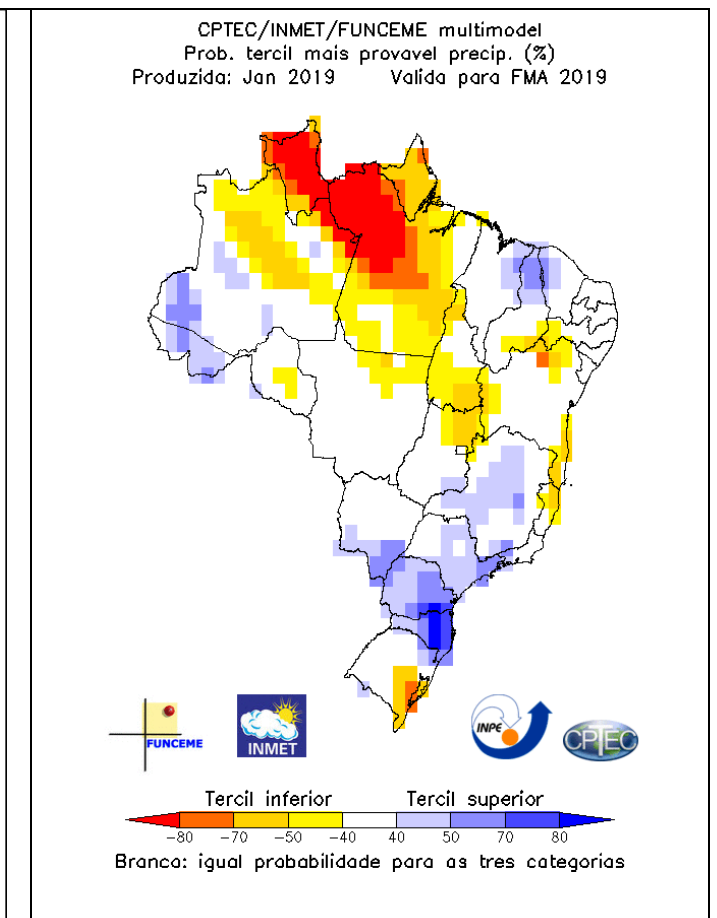 CPTEC/INMET/FUNCEME multimodel
Prob. tercil mais provavel precip. (%)
Produzida: Jan 2019 Valida para FMA 2019
FUNCEME
INMET
INPE
CPTEC
Tercil inferior Tercil superior
-80 -70 -50 -40 40 50 70 80
Branco: igual probabilidade para as tres categorias